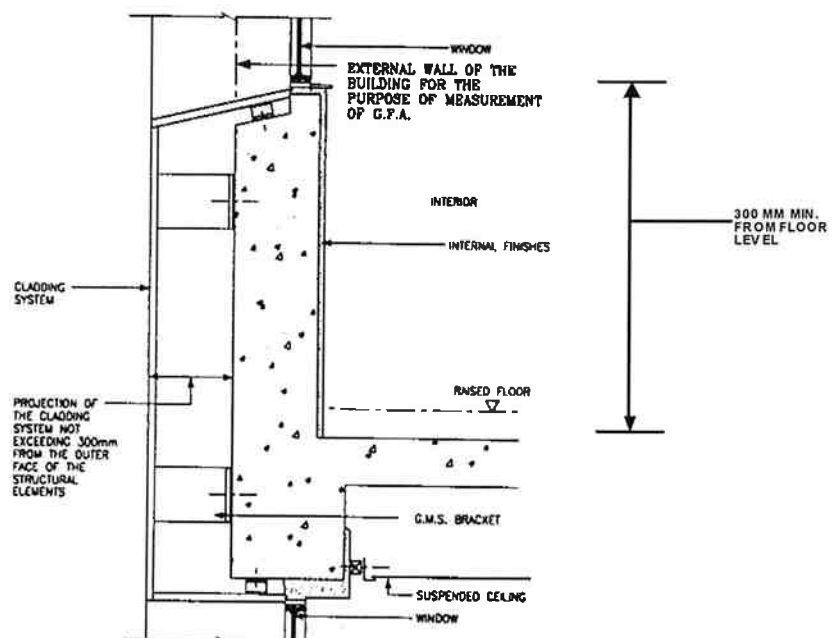 WINDOW
EXTERNAL WALL OF THE
BUILDING FOR THE
PURPOSE OF MEASUREMENT
OF G.F.A.
INTERIOR
300 MM MIN.
FROM FLOOR
LEVEL
INTERNAL FINISHES
CLADDING
SYSTEM
RAISED FLOOR
PROJECTION OF
THE CLADDING
SYSTEM NOT
EXCEEDING 300mm
FROM THE OUTER
FACE OF THE
STRUCTURAL
ELEMENTS
G.M.S. BRACKET
SUSPENDED CEILING
WINDOW